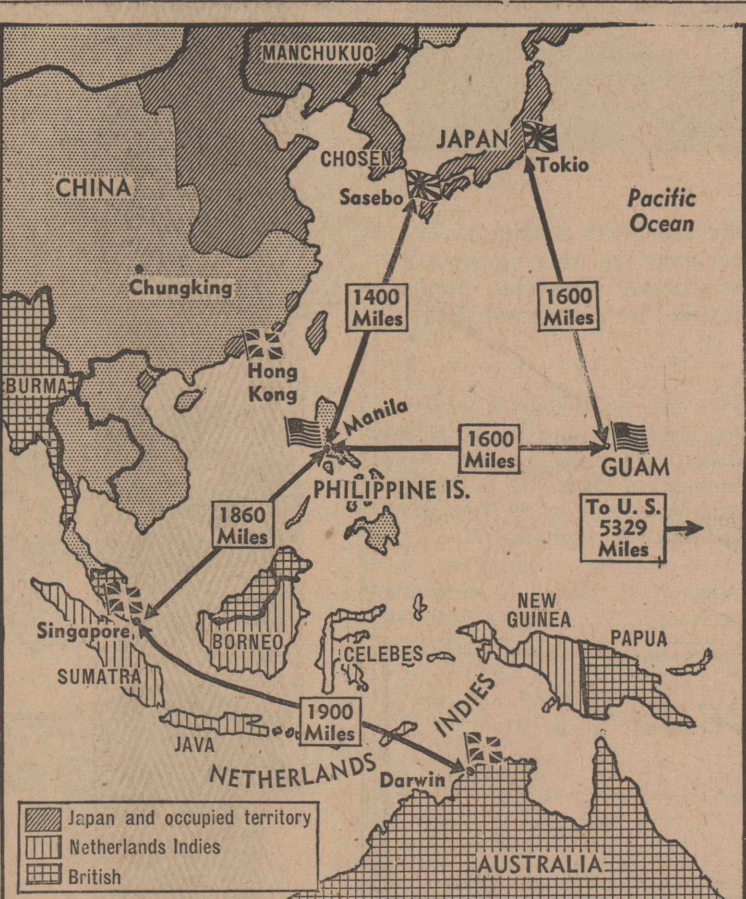 MANCHUKUO
JAPAN
CHOSEN
Tokio
CHINA
Sasebo
Pacific
Ocean
Chungking
1400
Miles
1600
Miles
Hong
Kong
BURMA
Manila
1600
Miles
GUAM
PHILIPPINE IS.
1860
Miles
To U. S.
5329
Miles
NEW
GUINEA
PAPUA
Singapore
BORNEO
CELEBES
SUMATRA
1900
Miles
JAVA
NETHERLANDS INDIES
Darwin
Japan and occupied territory
Netherlands Indies
British
AUSTRALIA